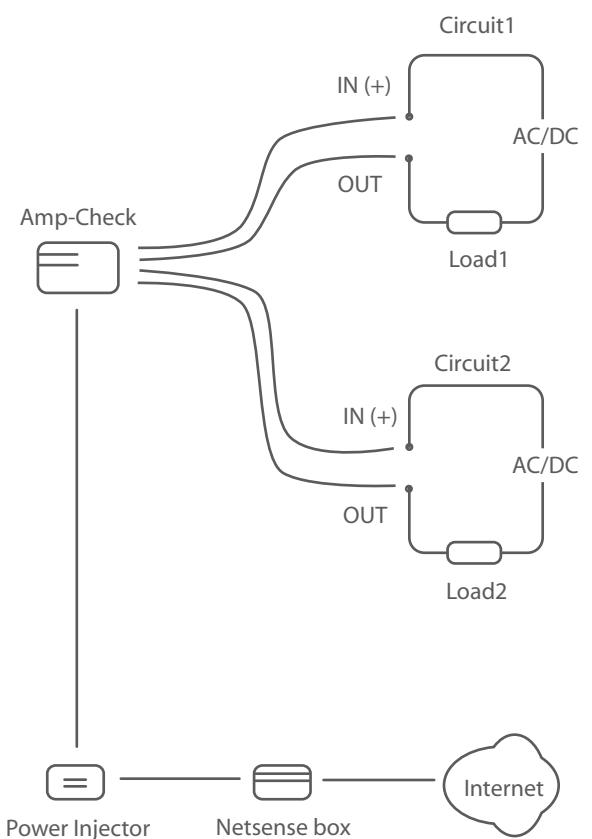 Circuit1
IN (+)
AC/DC
OUT
Amp-Check
Load1
Circuit2
IN (+)
AC/DC
OUT
Load2
Internet
Power Injector
Netsense box